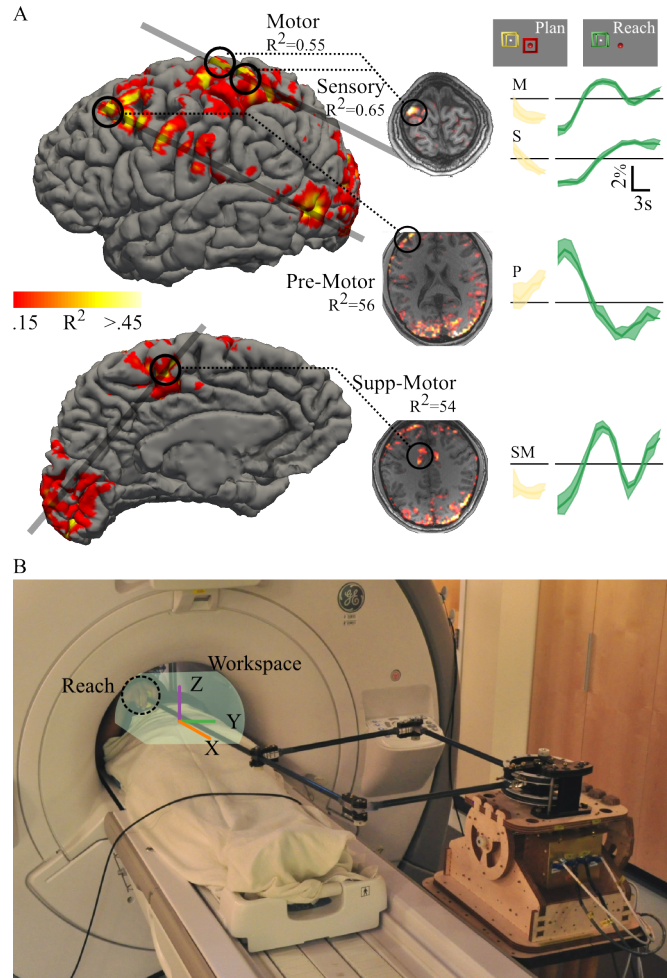 A
Motor
R²=0.55
Sensory
R²=0.65
Plan
Reach
M
S
2%
3s
Pre-Motor
R²=56
P
.15 R² >.45
Supp-Motor
R²=54
SM
B
GE
Workspace
Reach
Z
Y
X